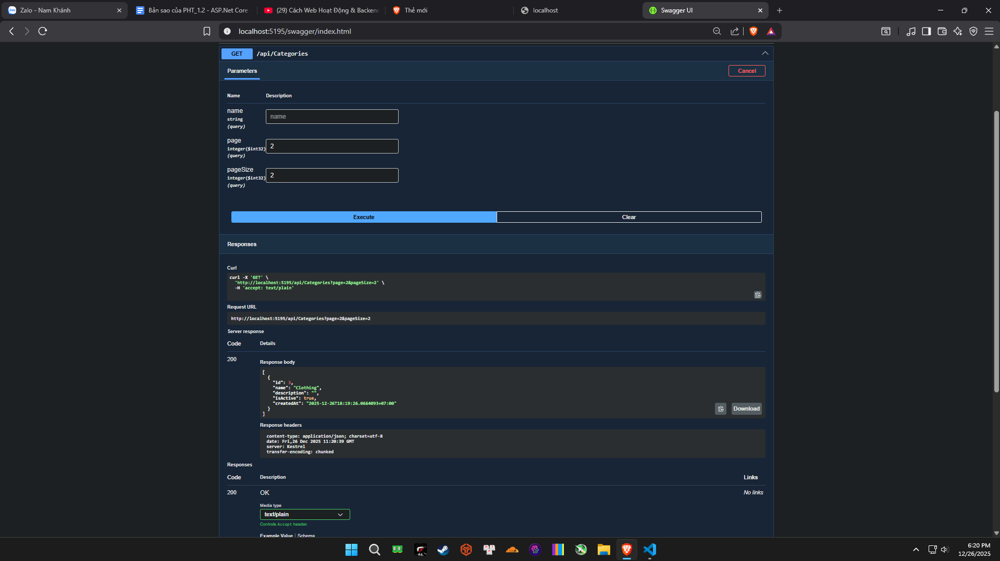 Zalo - Nam Khánh
Bản sao của PHT_1.2 - ASP.Net Core -
(29) Cách Web Hoạt Động & Backend
Thẻ mới
localhost
Swagger UI
localhost:5195/swagger/index.html
GET
/api/Categories
Parameters
Cancel
Name
Description
name
string
(query)
name
page
integer($int32)
(query)
2
pageSize
integer($int32)
(query)
2
Execute
Clear
Responses
Curl
curl -X 'GET' \
'http://localhost:5195/api/Categories?page=2&pageSize=2' \
-H 'accept: text/plain'
Request URL
http://localhost:5195/api/Categories?page=2&pageSize=2
Server response
Code
Details
200
Response body
[
{
"id": 3,
"name": "Clothing",
"description": "",
"isActive": true,
"createdAt": "2025-12-26T18:19:26.0664093+07:00"
}
]
Download
Response headers
content-type: application/json; charset=utf-8
date: Fri,26 Dec 2025 11:20:39 GMT
server: Kestrel
transfer-encoding: chunked
Responses
Code
Description
Links
200
OK
No links
Media type
text/plain
Controls Accept header.
Example Value | Schema
6:20 PM
12/26/2025